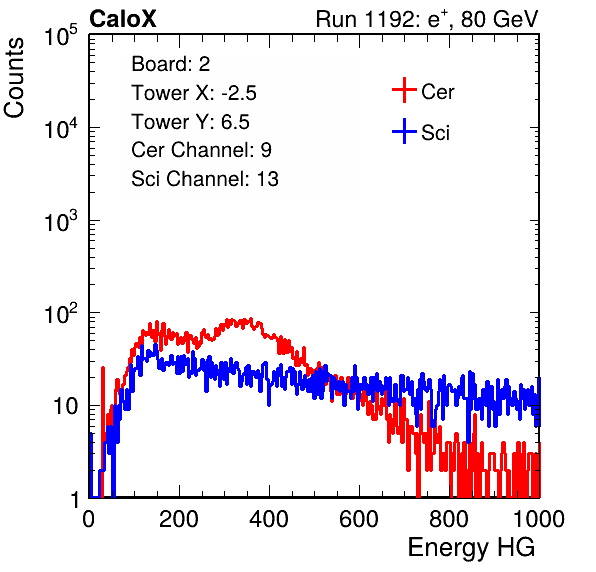 CaloX Run 1192: e⁺, 80 GeV
Counts
Board: 2
Tower X: -2.5
Tower Y: 6.5
Cer Channel: 9
Sci Channel: 13
Cer
Sci
10⁵
10⁴
10³
10²
10
1
0 200 400 600 800 1000
Energy HG